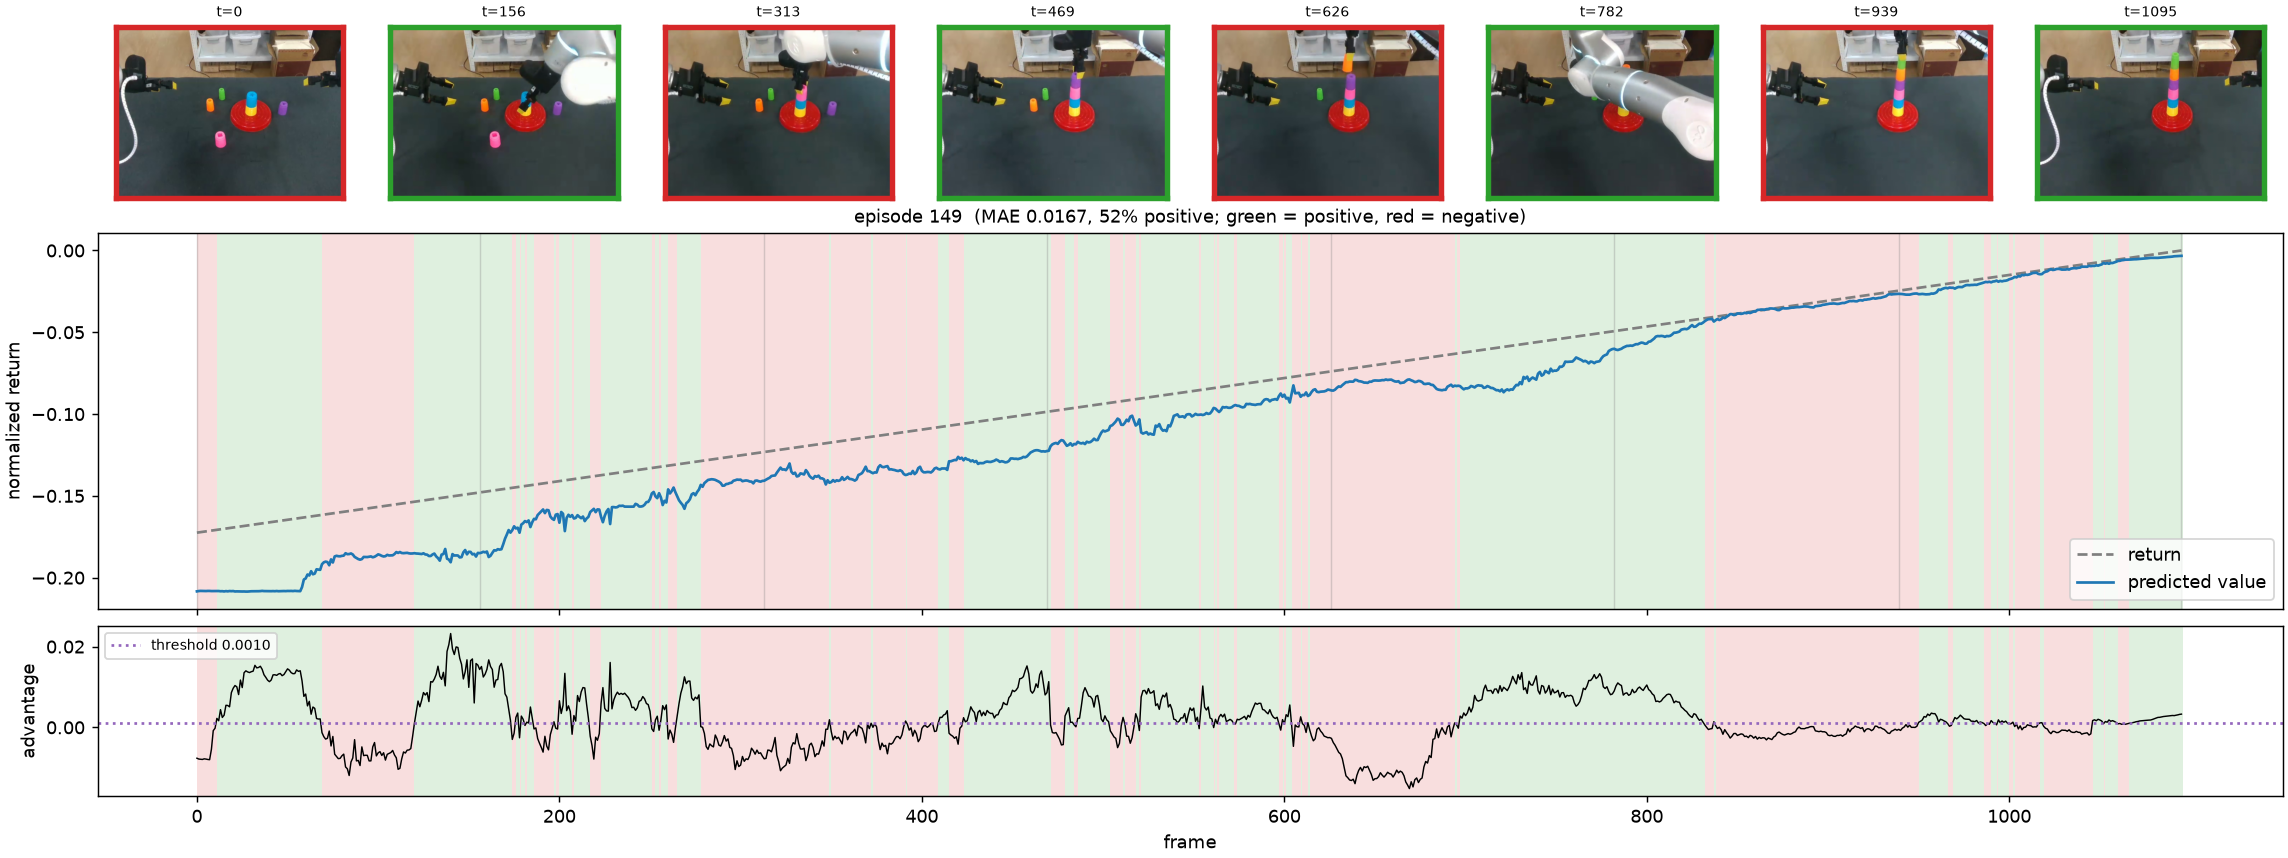 t=0 t=156 t=313 t=469 t=626 t=782 t=939 t=1095
episode 149 (MAE 0.0167, 52% positive; green = positive, red = negative)
0.00
−0.05
−0.10
−0.15
−0.20
normalized return
return
predicted value
threshold 0.0010
0.02
0.00
advantage
0 200 400 600 800 1000
frame